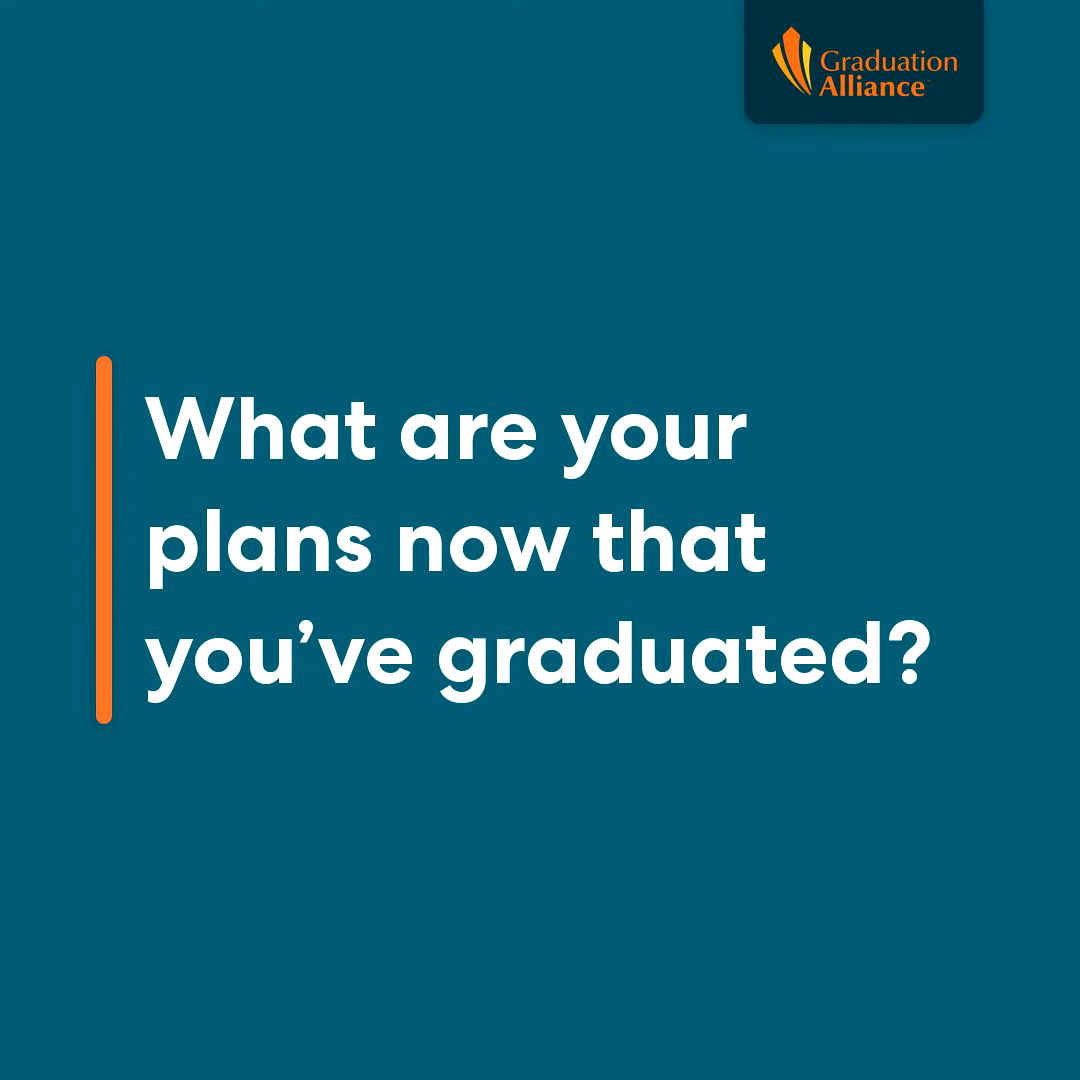 Graduation
Alliance
What are your
plans now that
you’ve graduated?